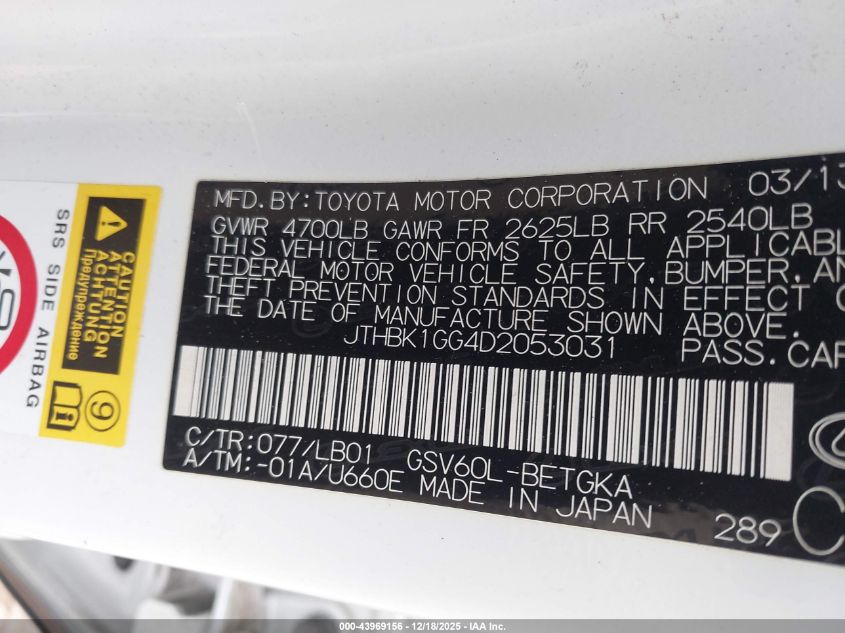 MFD.BY:TOYOTA MOTOR CORPORATION 03/13
GVWR 4700LB GAWR FR 2625LB RR 2540LB
THIS VEHICLE CONFORMS TO ALL APPLICABL
FEDERAL MOTOR VEHICLE SAFETY, BUMPER, AN
THEFT PREVENTION STANDARDS IN EFFECT O
THE DATE OF MANUFACTURE SHOWN ABOVE.
JTHBK1GG4D2053031 PASS.CAR
C/TR:077/LB01 GSV60L-BETGKA
A/TM:-01A/U660E MADE IN JAPAN
289
C
SRS SIDE AIRBAG
CAUTION
ATTENTION
ACHTUNG
Предупреждение
9
000-43969156 - 12/18/2025 - IAA Inc.